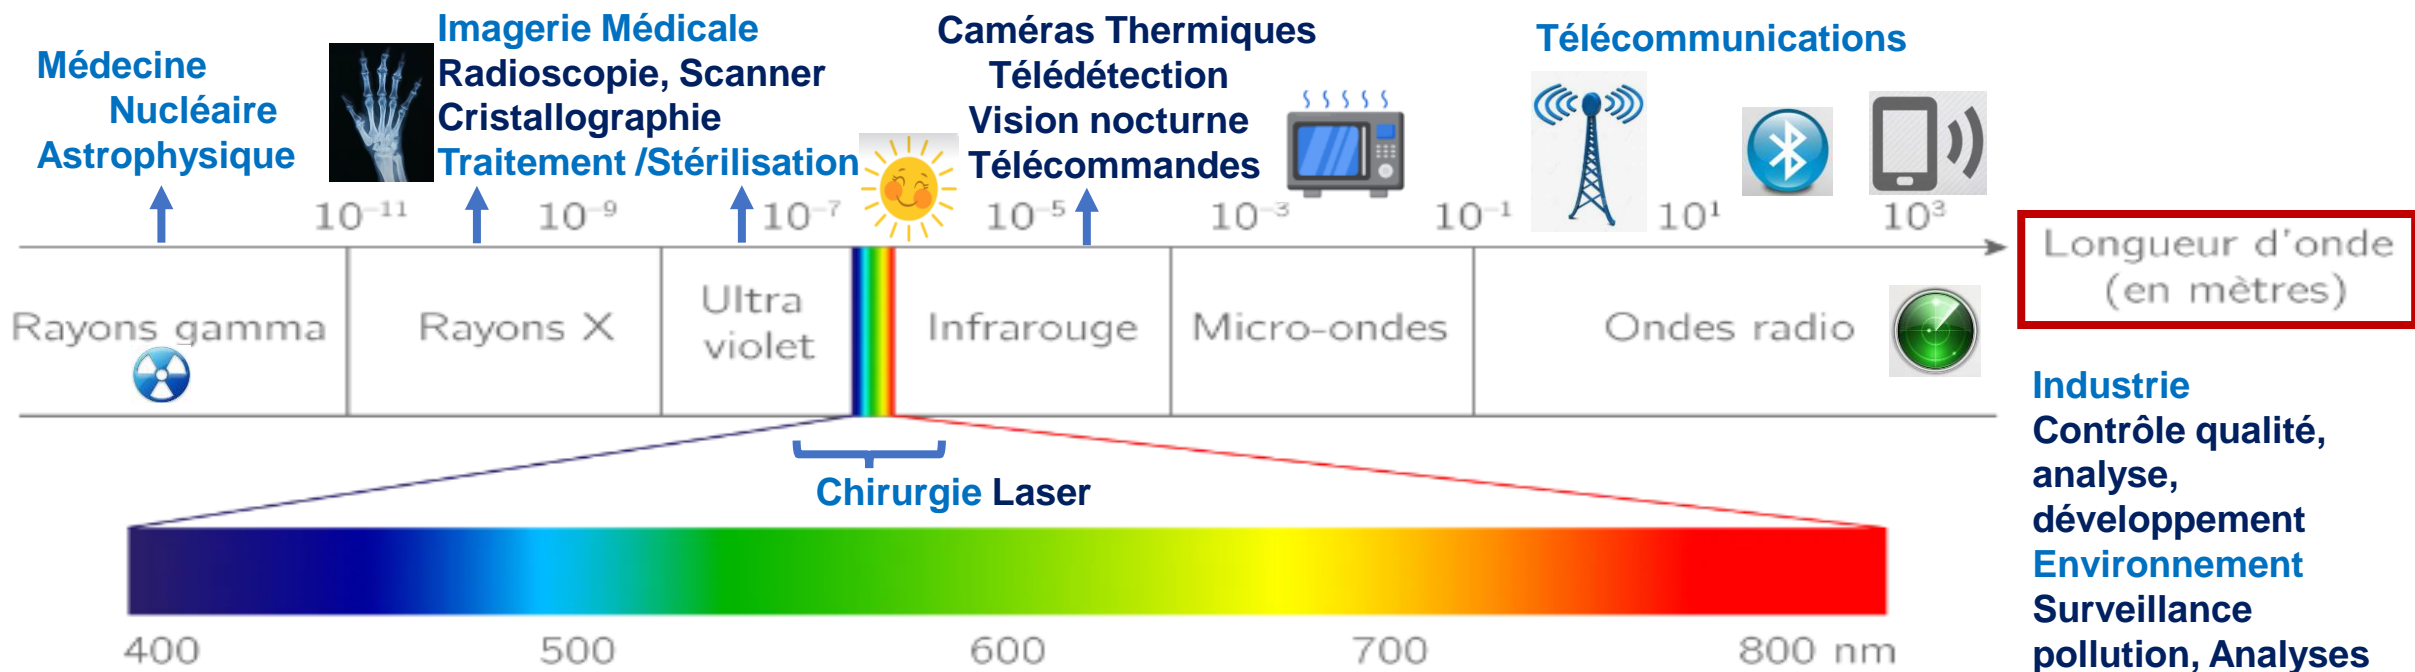 Médecine
Nucléaire
Astrophysique
Imagerie Médicale
Radioscopie, Scanner
Cristallographie
Traitement /Stérilisation
Caméras Thermiques
Télédétection
Vision nocturne
Télécommandes
Télécommunications
10⁻¹¹ 10⁻⁹ 10⁻⁷ 10⁻⁵ 10⁻³ 10⁻¹ 10¹ 10³
Longueur d'onde
(en mètres)
Rayons gamma
Rayons X
Ultra
violet
Infrarouge
Micro-ondes
Ondes radio
Chirurgie Laser
400 500 600 700 800 nm
Industrie
Contrôle qualité,
analyse,
développement
Environnement
Surveillance
pollution, Analyses